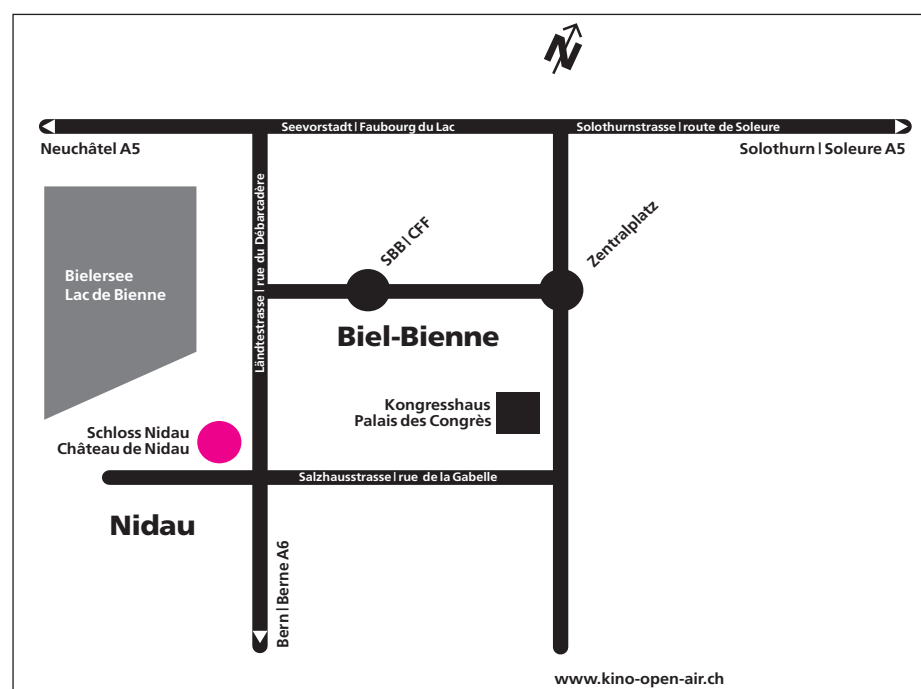 N
Seevorstadt | Faubourg du Lac
Solothurnstrasse | route de Soleure
Neuchâtel A5
Solothurn | Soleure A5
Ländtestrasse | rue du Débarcadère
SBB | CFF
Zentralplatz
Bielersee
Lac de Bienne
Biel-Bienne
Kongresshaus
Palais des Congrès
Schloss Nidau
Château de Nidau
Salzhausstrasse | rue de la Gabelle
Nidau
Bern | Berne A6
www.kino-open-air.ch